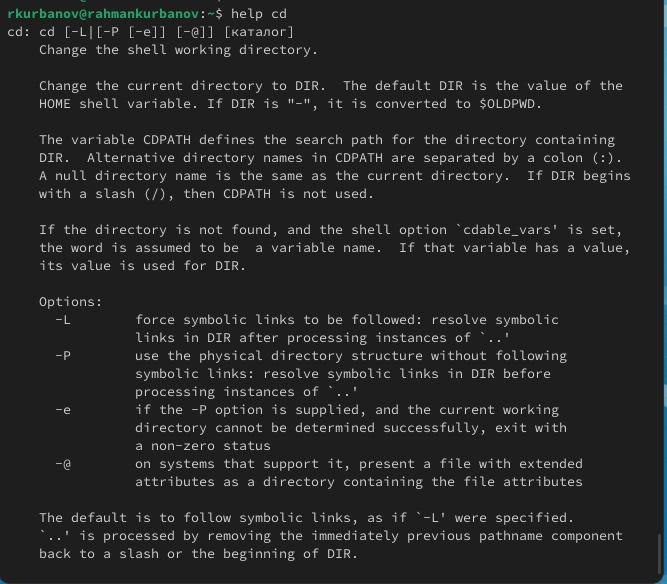 rkurbanov@rahmankurbanov:~$ help cd
cd: cd [-L|[-P [-e]] [-@]] [каталог]
    Change the shell working directory.

    Change the current directory to DIR.  The default DIR is the value of the
    HOME shell variable. If DIR is "-", it is converted to $OLDPWD.

    The variable CDPATH defines the search path for the directory containing
    DIR.  Alternative directory names in CDPATH are separated by a colon (:).
    A null directory name is the same as the current directory.  If DIR begins
    with a slash (/), then CDPATH is not used.

    If the directory is not found, and the shell option `cdable_vars' is set,
    the word is assumed to be  a variable name.  If that variable has a value,
    its value is used for DIR.

    Options:
      -L        force symbolic links to be followed: resolve symbolic
                links in DIR after processing instances of `..'
      -P        use the physical directory structure without following
                symbolic links: resolve symbolic links in DIR before
                processing instances of `..'
      -e        if the -P option is supplied, and the current working
                directory cannot be determined successfully, exit with
                a non-zero status
      -@        on systems that support it, present a file with extended
                attributes as a directory containing the file attributes

    The default is to follow symbolic links, as if `-L' were specified.
    `..' is processed by removing the immediately previous pathname component
    back to a slash or the beginning of DIR.